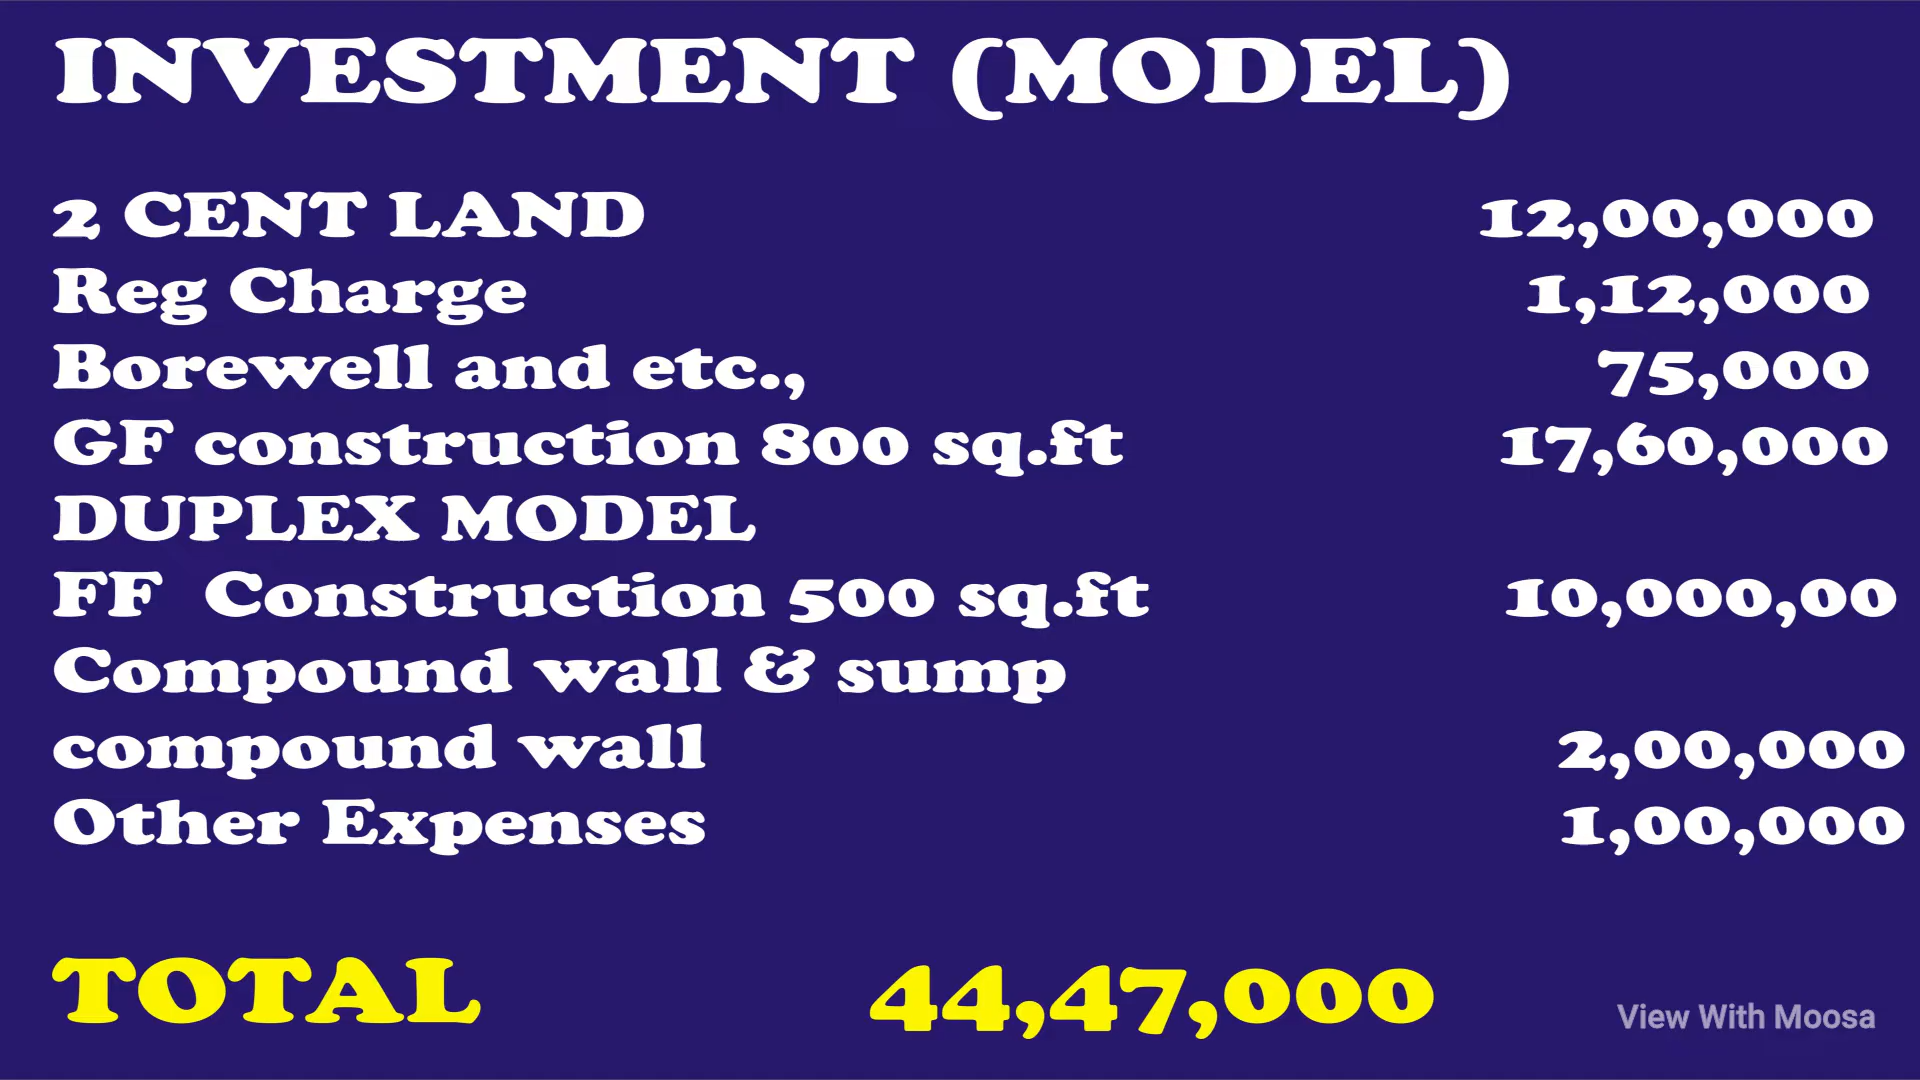 INVESTMENT (MODEL)
2 CENT LAND 12,00,000
Reg Charge 1,12,000
Borewell and etc., 75,000
GF construction 800 sq.ft 17,60,000
DUPLEX MODEL
FF Construction 500 sq.ft 10,000,00
Compound wall & sump
compound wall 2,00,000
Other Expenses 1,00,000
TOTAL 44,47,000
View With Moosa